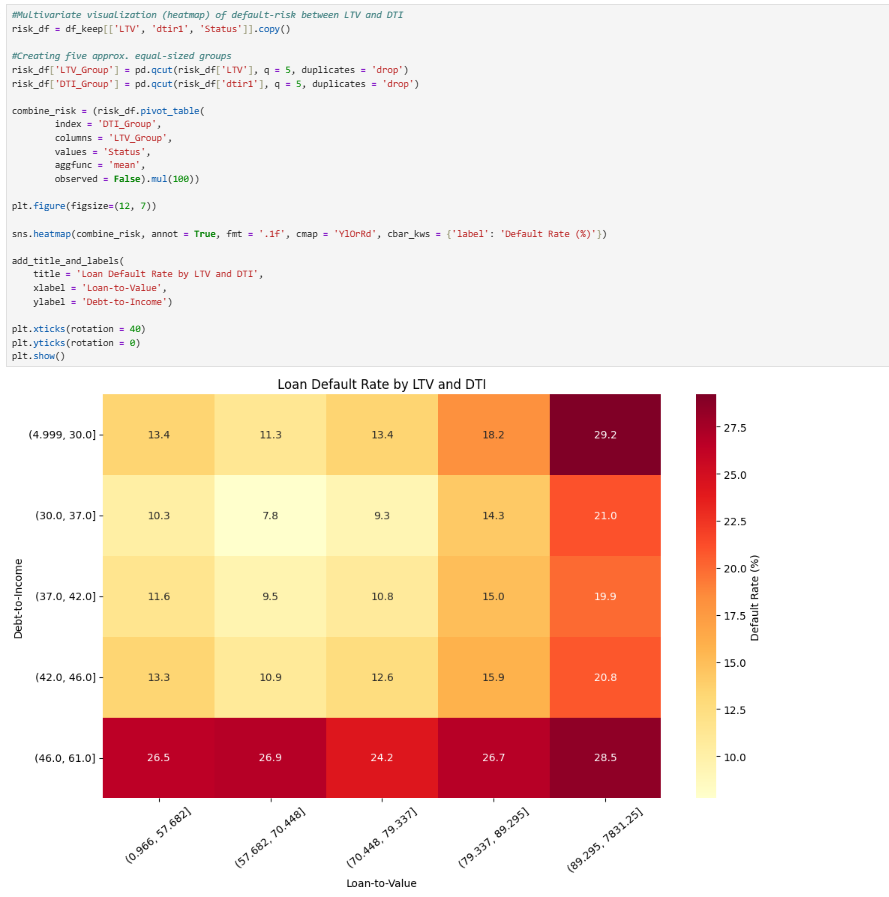 #Multivariate visualization (heatmap) of default-risk between LTV and DTI
risk_df = df_keep[['LTV', 'dtir1', 'Status']].copy()
#Creating five approx. equal-sized groups
risk_df['LTV_Group'] = pd.qcut(risk_df['LTV'], q = 5, duplicates = 'drop')
risk_df['DTI_Group'] = pd.qcut(risk_df['dtir1'], q = 5, duplicates = 'drop')
combine_risk = (risk_df.pivot_table(
index = 'DTI_Group',
columns = 'LTV_Group',
values = 'Status',
aggfunc = 'mean',
observed = False).mul(100))
plt.figure(figsize=(12, 7))
sns.heatmap(combine_risk, annot = True, fmt = '.1f', cmap = 'YlOrRd', cbar_kws = {'label': 'Default Rate (%)'})
add_title_and_labels(
title = 'Loan Default Rate by LTV and DTI',
xlabel = 'Loan-to-Value',
ylabel = 'Debt-to-Income')
plt.xticks(rotation = 40)
plt.yticks(rotation = 0)
plt.show()
Loan Default Rate by LTV and DTI
(4.999, 30.0] 13.4 11.3 13.4 18.2 29.2
(30.0, 37.0] 10.3 7.8 9.3 14.3 21.0
(37.0, 42.0] 11.6 9.5 10.8 15.0 19.9
(42.0, 46.0] 13.3 10.9 12.6 15.9 20.8
(46.0, 61.0] 26.5 26.9 24.2 26.7 28.5
Debt-to-Income
(0.966, 57.682] (57.682, 70.448] (70.448, 79.337] (79.337, 89.295] (89.295, 7831.25]
Loan-to-Value
27.5
25.0
22.5
20.0
17.5
15.0
12.5
10.0
Default Rate (%)